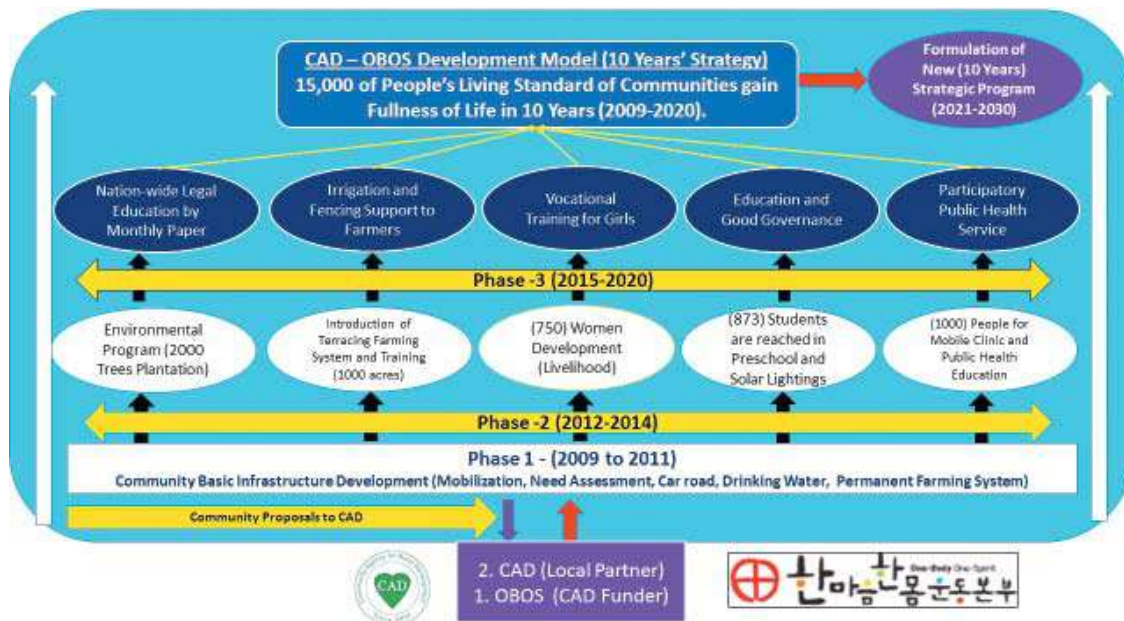 CAD – OBOS Development Model (10 Years' Strategy)
15,000 of People's Living Standard of Communities gain
Fullness of Life in 10 Years (2009-2020).
Formulation of
New (10 Years)
Strategic Program
(2021-2030)
Nation-wide Legal
Education by
Monthly Paper
Irrigation and
Fencing Support to
Farmers
Vocational
Training for Girls
Education and
Good Governance
Participatory
Public Health
Service
Phase -3 (2015-2020)
Environmental
Program (2000
Trees Plantation)
Introduction of
Terracing Farming
System and Training
(1000 acres)
(750) Women
Development
(Livelihood)
(873) Students
are reached in
Preschool and
Solar Lightings
(1000) People for
Mobile Clinic and
Public Health
Education
Phase -2 (2012-2014)
Phase 1 - (2009 to 2011)
Community Basic Infrastructure Development (Mobilization, Need Assessment, Car road, Drinking Water, Permanent Farming System)
Community Proposals to CAD
CAD
2. CAD (Local Partner)
1. OBOS (CAD Funder)
One-Body One-Spirit
한마음한몸운동본부